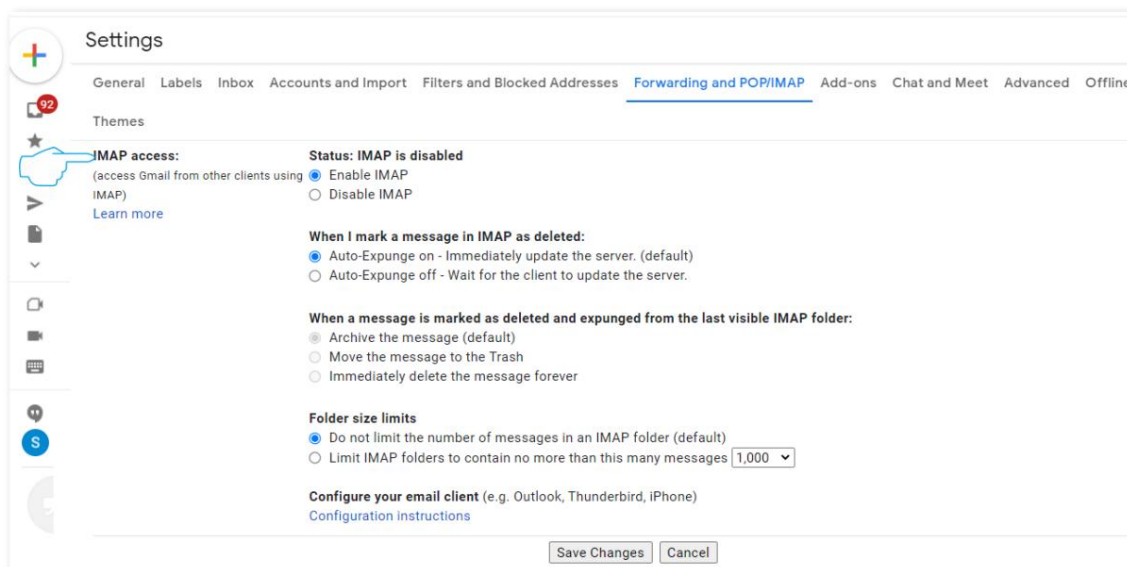 Settings
General Labels Inbox Accounts and Import Filters and Blocked Addresses Forwarding and POP/IMAP Add-ons Chat and Meet Advanced Offline
Themes
92
IMAP access:
(access Gmail from other clients using
IMAP)
Learn more
Status: IMAP is disabled
Enable IMAP
Disable IMAP
When I mark a message in IMAP as deleted:
Auto-Expunge on - Immediately update the server. (default)
Auto-Expunge off - Wait for the client to update the server.
When a message is marked as deleted and expunged from the last visible IMAP folder:
Archive the message (default)
Move the message to the Trash
Immediately delete the message forever
Folder size limits
Do not limit the number of messages in an IMAP folder (default)
Limit IMAP folders to contain no more than this many messages 1,000
Configure your email client (e.g. Outlook, Thunderbird, iPhone)
Configuration instructions
S
Save Changes Cancel